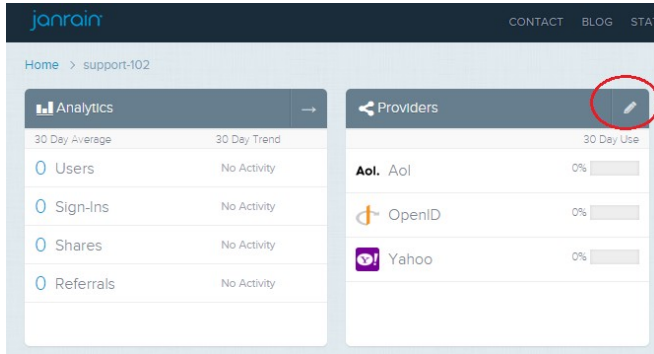 janrain
CONTACT BLOG STA
Home > support-102
Analytics
30 Day Average 30 Day Trend
0 Users No Activity
0 Sign-Ins No Activity
0 Shares No Activity
0 Referrals No Activity
Providers
30 Day Use
Aol. Aol 0%
OpenID 0%
Y! Yahoo 0%